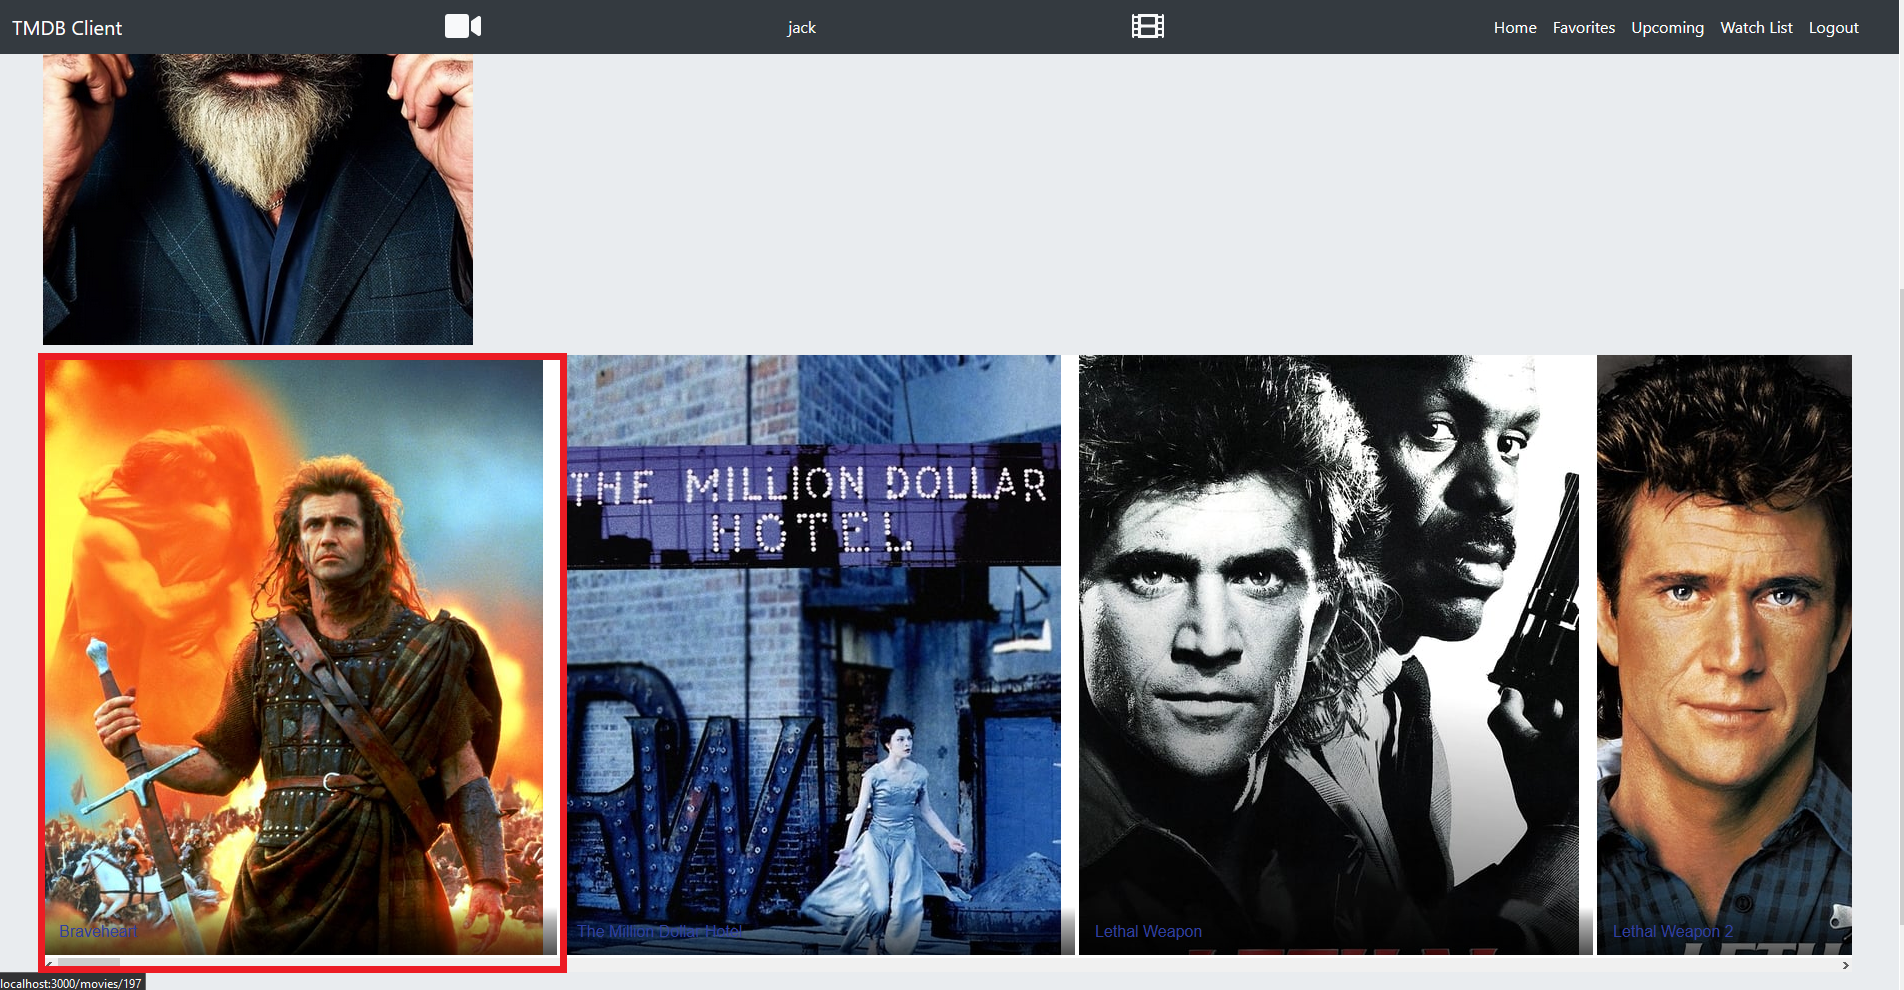 TMDB Client
jack
Home Favorites Upcoming Watch List Logout
THE MILLION DOLLAR
HOTEL
RW
Braveheart
The Million Dollar Hotel
Lethal Weapon
Lethal Weapon 2
localhost:3000/movies/197